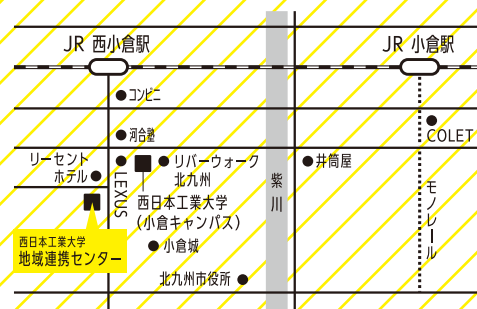 JR 西小倉駅
JR 小倉駅
コンビニ
COLET
河合塾
リーセント
ホテル
LEXUS
リバーウォーク
北九州
井筒屋
紫川
モノレール
西日本工業大学
(小倉キャンパス)
小倉城
西日本工業大学
地域連携センター
北九州市役所